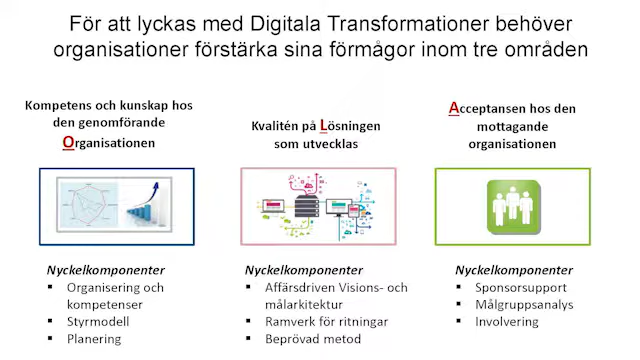 För att lyckas med Digitala Transformationer behöver
organisationer förstärka sina förmågor inom tre områden
Kompetens och kunskap hos
den genomförande
Organisationen
Kvalitén på Lösningen
som utvecklas
Acceptansen hos den
mottagande
organisationen
Nyckelkomponenter
▪ Organisering och
kompetenser
▪ Styrmodell
▪ Planering
Nyckelkomponenter
▪ Affärsdriven Visions- och
målarkitektur
▪ Ramverk för ritningar
▪ Beprövad metod
Nyckelkomponenter
▪ Sponsorsupport
▪ Målgruppsanalys
▪ Involvering